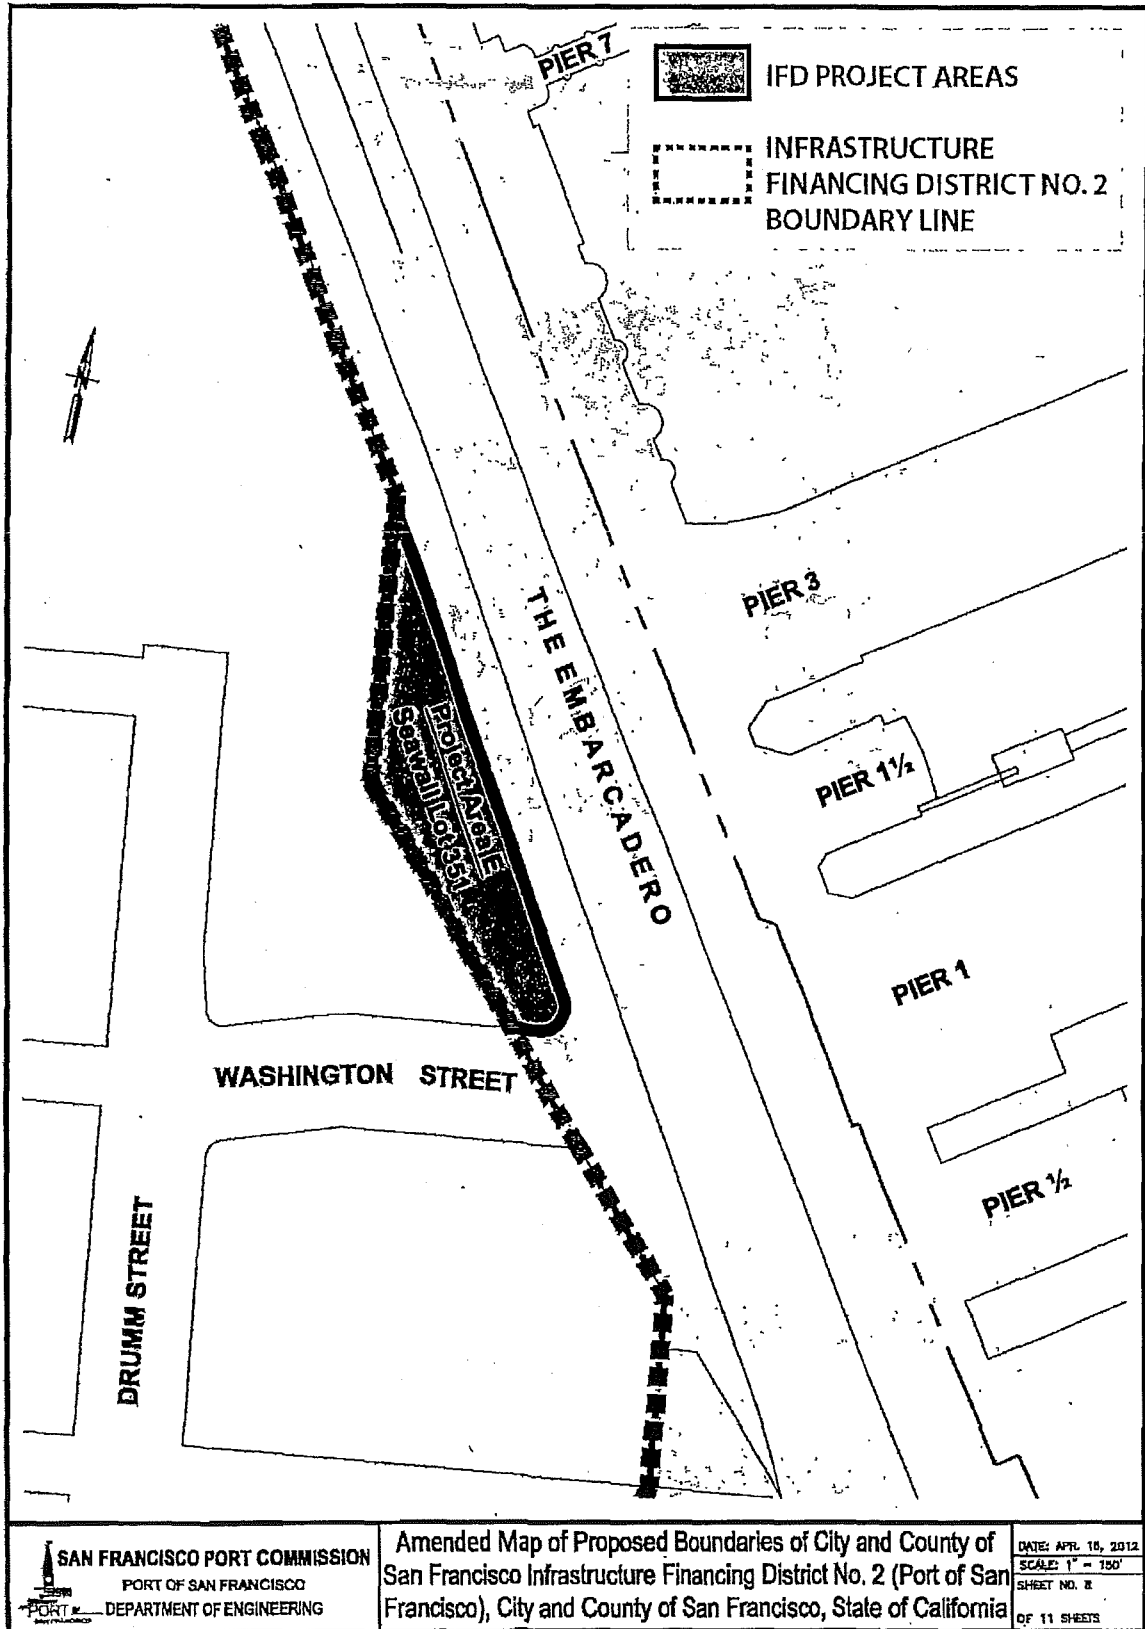 PIER 7
IFD PROJECT AREAS
INFRASTRUCTURE
FINANCING DISTRICT NO. 2
BOUNDARY LINE
PIER 3
THE EMBARCADERO
Project Area E
Seawall Lot 351
PIER 1½
PIER 1
WASHINGTON STREET
PIER ½
DRUMM STREET
SAN FRANCISCO PORT COMMISSION
PORT OF SAN FRANCISCO
DEPARTMENT OF ENGINEERING
PORT
Amended Map of Proposed Boundaries of City and County of
San Francisco Infrastructure Financing District No. 2 (Port of San
Francisco), City and County of San Francisco, State of California
DATE: APR. 18, 2012
SCALE: 1" = 150'
SHEET NO.
OF 11 SHEETS